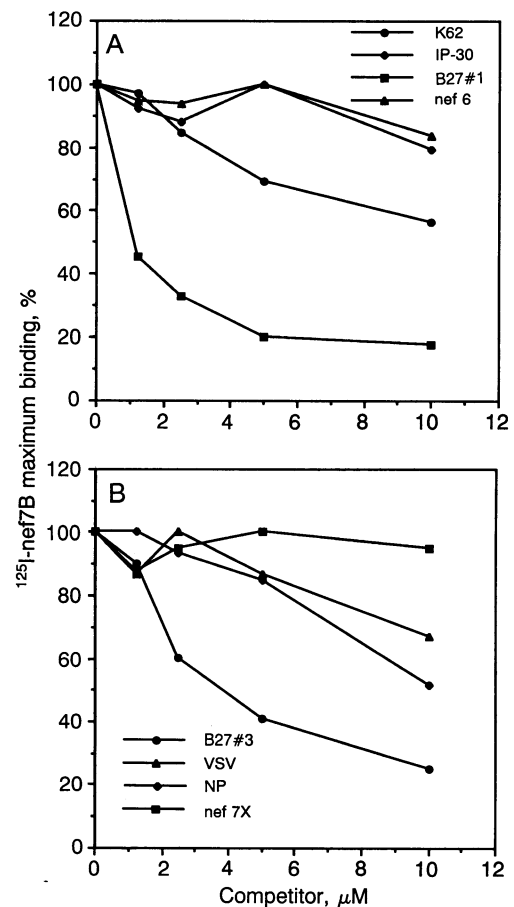 A
K62
IP-30
B27#1
nef 6
120
100
80
60
40
20
0
0 2 4 6 8 10 12
¹²⁵I-nef7B maximum binding, %
B
120
100
80
60
40
20
0
B27#3
VSV
NP
nef 7X
0 2 4 6 8 10 12
Competitor, μM